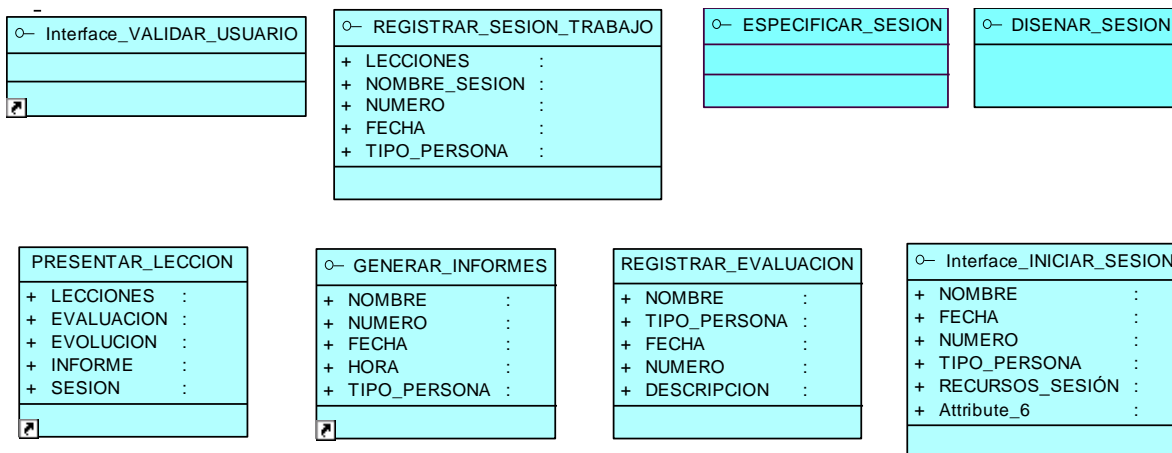 Interface_VALIDAR_USUARIO
REGISTRAR_SESION_TRABAJO
+ LECCIONES :
+ NOMBRE_SESION :
+ NUMERO :
+ FECHA :
+ TIPO_PERSONA :
ESPECIFICAR_SESION
DISENAR_SESION
PRESENTAR_LECCION
+ LECCIONES :
+ EVALUACION :
+ EVOLUCION :
+ INFORME :
+ SESION :
GENERAR_INFORMES
+ NOMBRE :
+ NUMERO :
+ FECHA :
+ HORA :
+ TIPO_PERSONA :
REGISTRAR_EVALUACION
+ NOMBRE :
+ TIPO_PERSONA :
+ FECHA :
+ NUMERO :
+ DESCRIPCION :
Interface_INICIAR_SESION
+ NOMBRE :
+ FECHA :
+ NUMERO :
+ TIPO_PERSONA :
+ RECURSOS_SESIÓN :
+ Attribute_6 :